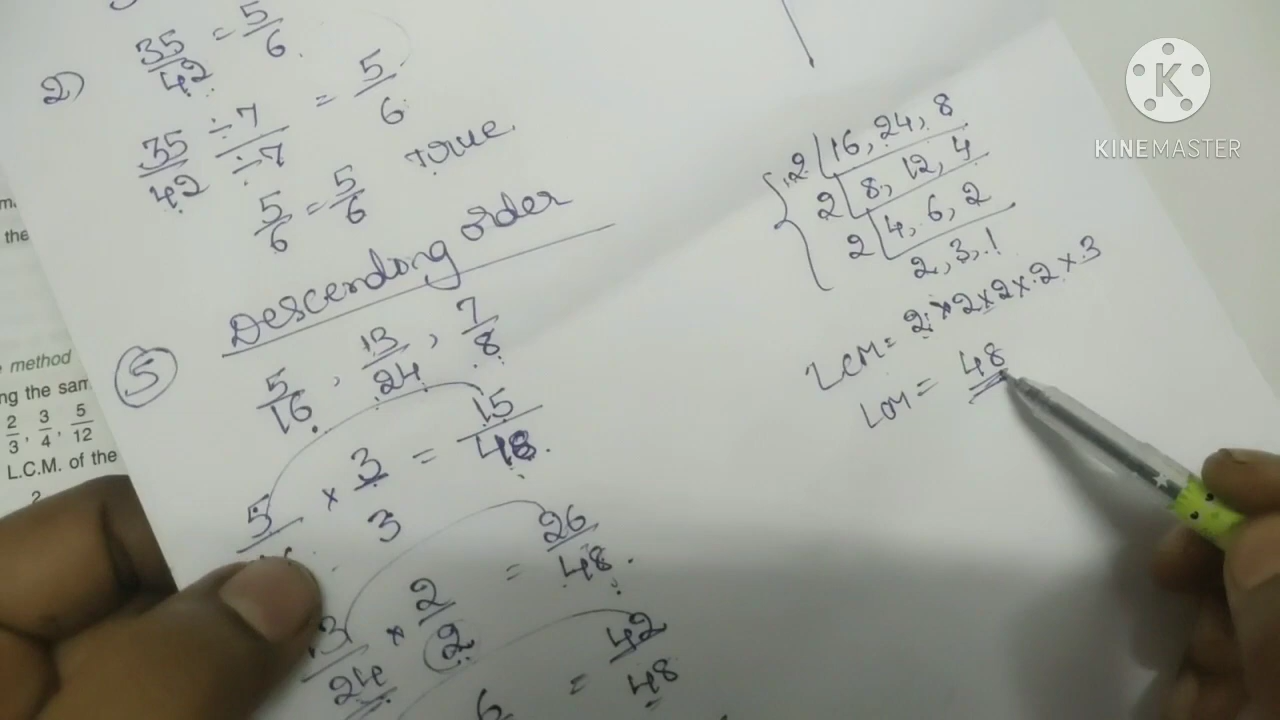 2) 35/42 = 5/6.
35/42 ÷7/÷7 = 5/6
5/6 = 5/6 True.
Descending order
5) 5/16, 13/24, 7/8
5/ × 3/3 = 15/48.
13/24 × 2/2 = 26/48.
6 = 42/48
2 | 16, 24, 8
2 | 8, 12, 4
2 | 4, 6, 2
2, 3, 1
LCM = 2 × 2 × 2 × 2 × 3
LCM = 48
KINEMASTER
K
the
method
ng the sam
2/3, 3/4, 5/12
L.C.M. of the
2